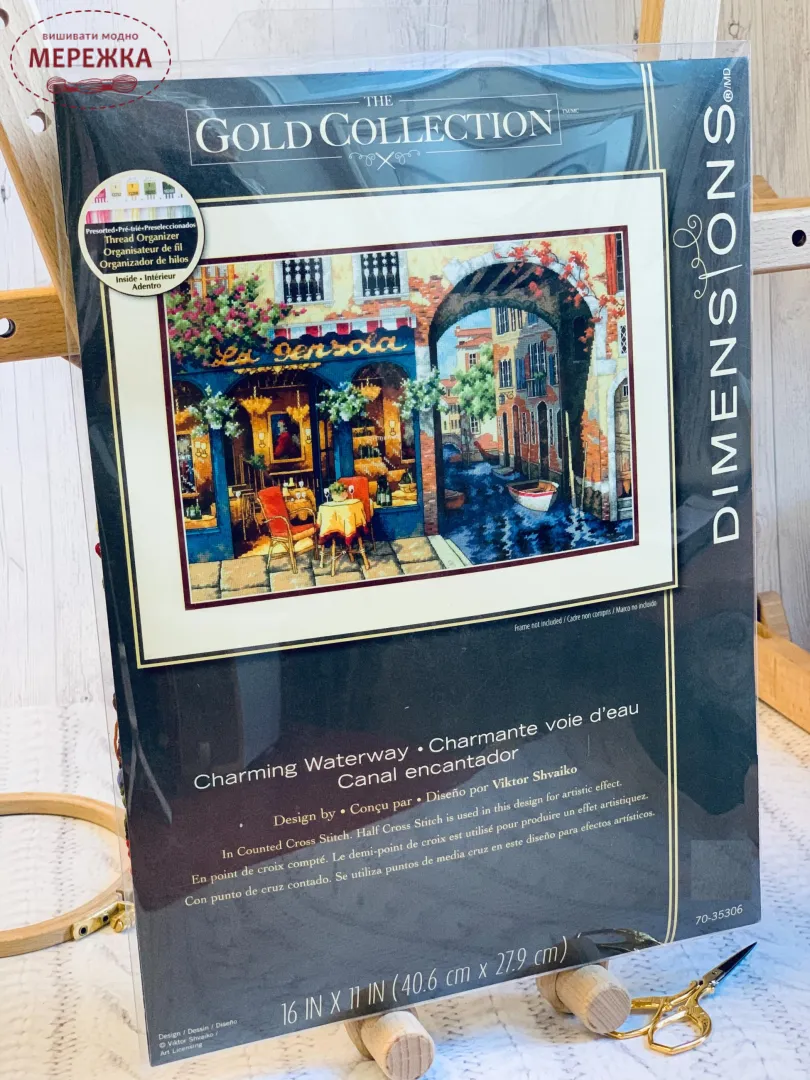 вишивати модно
МЕРЕЖКА
THE
GOLD COLLECTION
DIMENSIONS®/MD
Presorted•Pré-trié•Preseleccionados
Thread Organizer
Organisateur de fil
Organizador de hilos
Inside • Intérieur
Adentro
La Gensola
Frame not included / Cadre non compris / Marco no incluido
Charming Waterway • Charmante voie d'eau
Canal encantador
Design by • Conçu par • Diseño por Viktor Shvaiko
In Counted Cross Stitch. Half Cross Stitch is used in this design for artistic effect.
En point de croix compté. Le demi-point de croix est utilisé pour produire un effet artistiquez.
Con punto de cruz contado. Se utiliza puntos de media cruz en este diseño para efectos artísticos.
70-35306
16 IN X 11 IN (40.6 cm x 27.9 cm)
Design / Dessin / Diseño
© Viktor Shvaiko /
Art Licensing